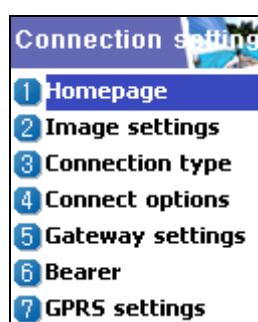 Connection setting
1 Homepage
2 Image settings
3 Connection type
4 Connect options
5 Gateway settings
6 Bearer
7 GPRS settings